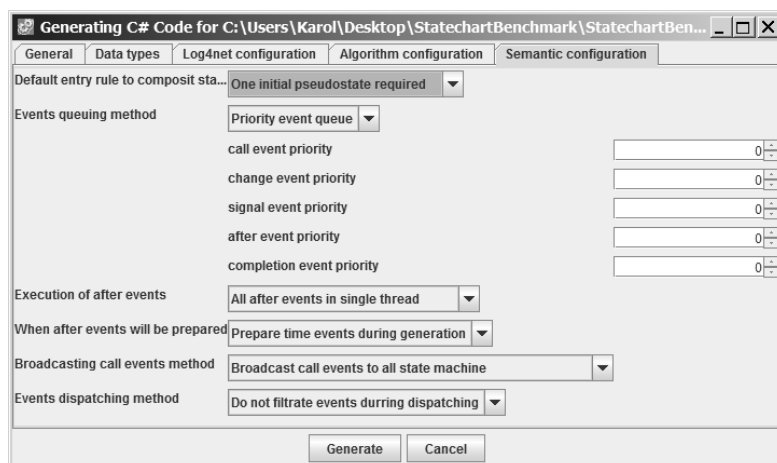 Generating C# Code for C:\Users\Karol\Desktop\StatechartBenchmark\StatechartBen...
General Data types Log4net configuration Algorithm configuration Semantic configuration
Default entry rule to composit sta... One initial pseudostate required
Events queuing method Priority event queue
call event priority 0
change event priority 0
signal event priority 0
after event priority 0
completion event priority 0
Execution of after events All after events in single thread
When after events will be prepared Prepare time events during generation
Broadcasting call events method Broadcast call events to all state machine
Events dispatching method Do not filtrate events durring dispatching
Generate Cancel